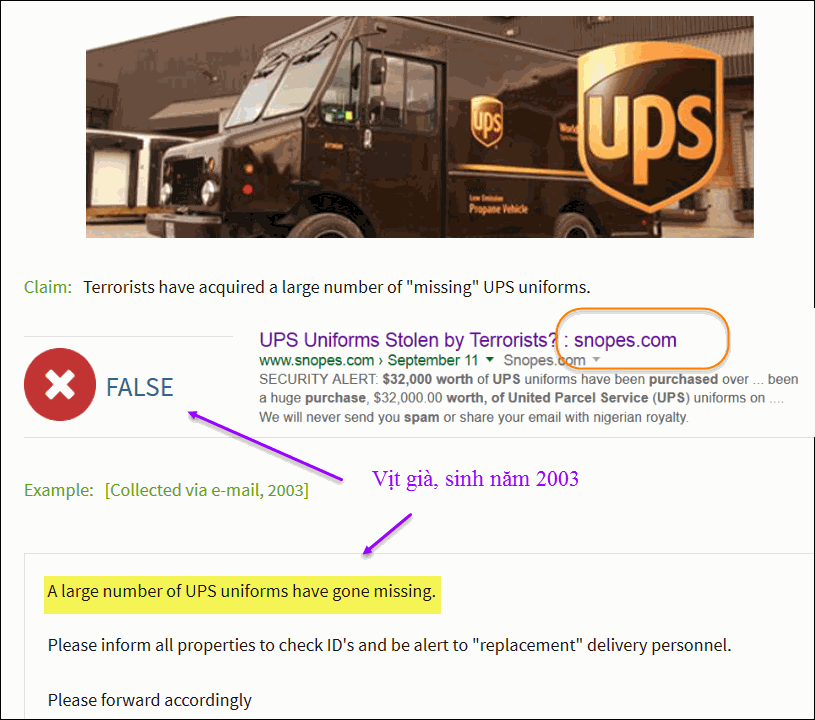 ups
World
ups
Low Emission
Propane Vehicle
Claim: Terrorists have acquired a large number of "missing" UPS uniforms.
FALSE
UPS Uniforms Stolen by Terrorists? : snopes.com
www.snopes.com › September 11 Snopes.com
SECURITY ALERT: $32,000 worth of UPS uniforms have been purchased over ... been
a huge purchase, $32,000.00 worth, of United Parcel Service (UPS) uniforms on ....
We will never send you spam or share your email with nigerian royalty.
Vịt già, sinh năm 2003
Example: [Collected via e-mail, 2003]
A large number of UPS uniforms have gone missing.
Please inform all properties to check ID's and be alert to "replacement" delivery personnel.
Please forward accordingly